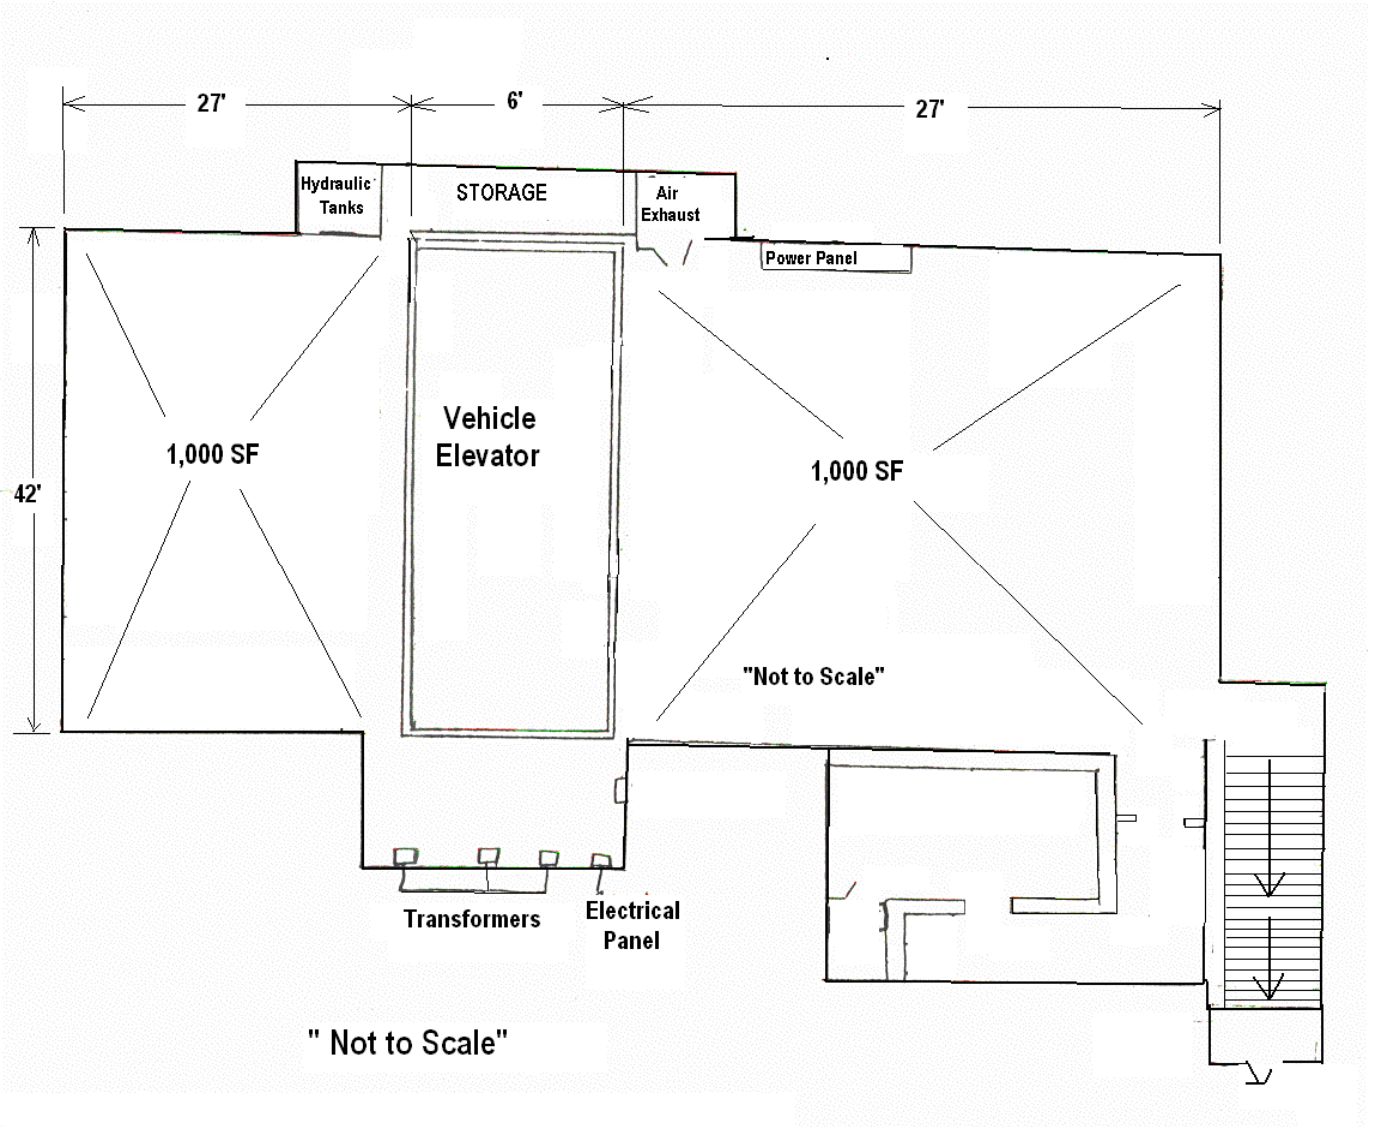 27'
6'
27'
Hydraulic
Tanks
STORAGE
Air
Exhaust
Power Panel
Vehicle
Elevator
1,000 SF
1,000 SF
42'
"Not to Scale"
Transformers
Electrical
Panel
" Not to Scale"